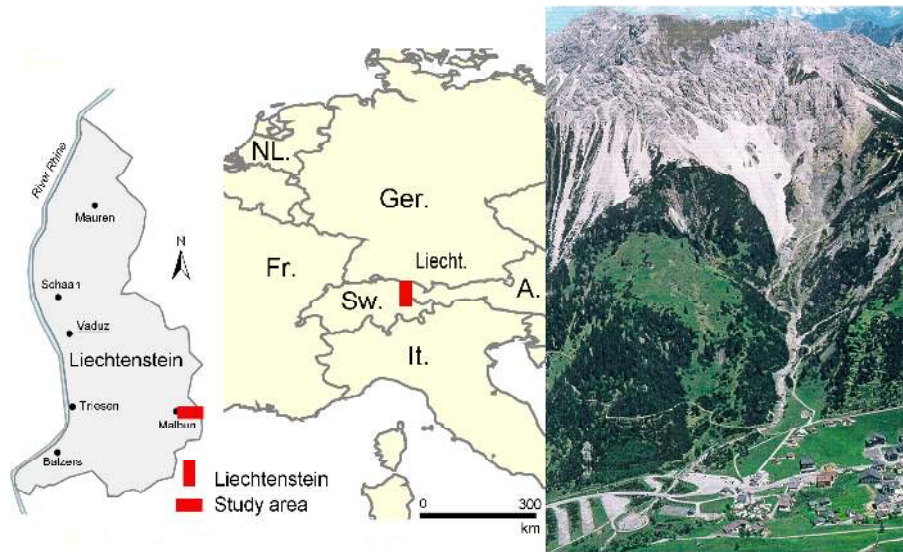 River Rhine
Mauren
N
Schaan
Vaduz
Liechtenstein
Triesen
Malbun
Balzers
Liechtenstein
Study area
NL.
Ger.
Fr.
Liecht.
Sw.
A.
It.
0 300
km